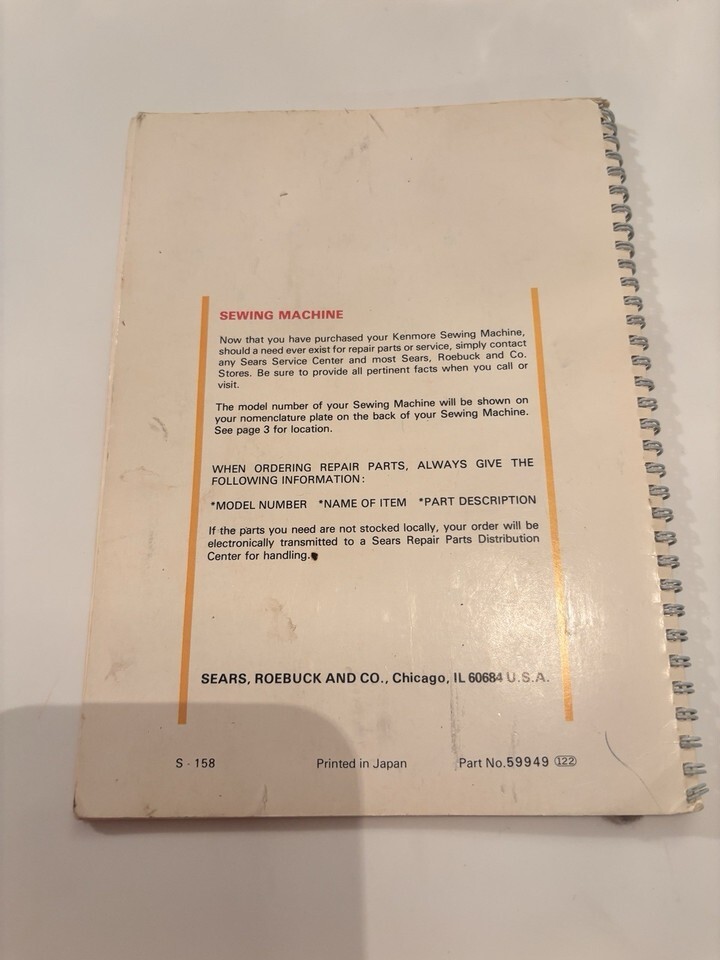 SEWING MACHINE
Now that you have purchased your Kenmore Sewing Machine,
should a need ever exist for repair parts or service, simply contact
any Sears Service Center and most Sears, Roebuck and Co.
Stores. Be sure to provide all pertinent facts when you call or
visit.
The model number of your Sewing Machine will be shown on
your nomenclature plate on the back of your Sewing Machine.
See page 3 for location.
WHEN ORDERING REPAIR PARTS, ALWAYS GIVE THE
FOLLOWING INFORMATION:
*MODEL NUMBER *NAME OF ITEM *PART DESCRIPTION
If the parts you need are not stocked locally, your order will be
electronically transmitted to a Sears Repair Parts Distribution
Center for handling.
SEARS, ROEBUCK AND CO., Chicago, IL 60684 U.S.A.
S - 158 Printed in Japan Part No.59949 122